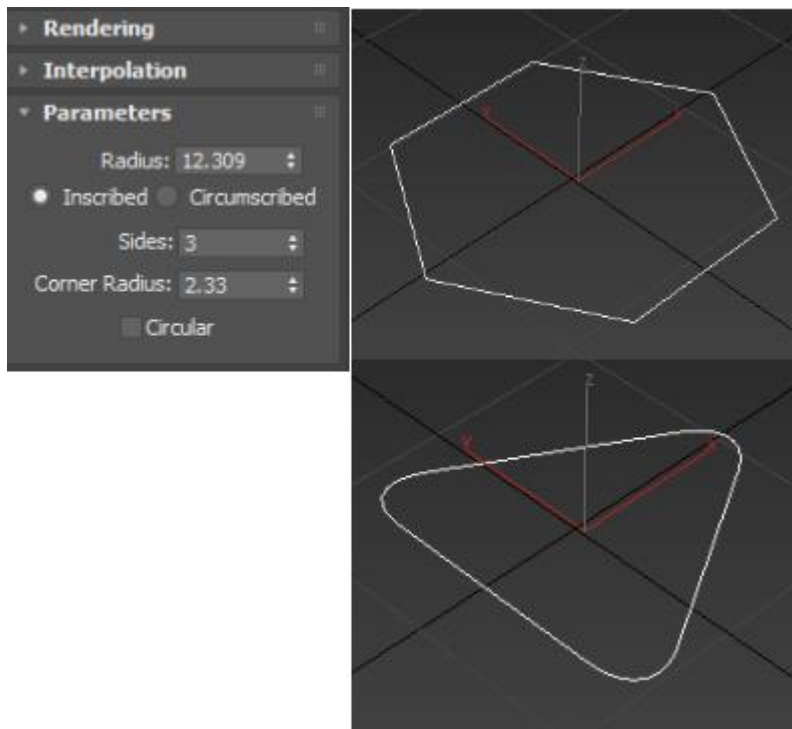 Rendering
Interpolation
Parameters
Radius: 12.309
Inscribed Circumscribed
Sides: 3
Corner Radius: 2.33
Circular
z
z
y
x